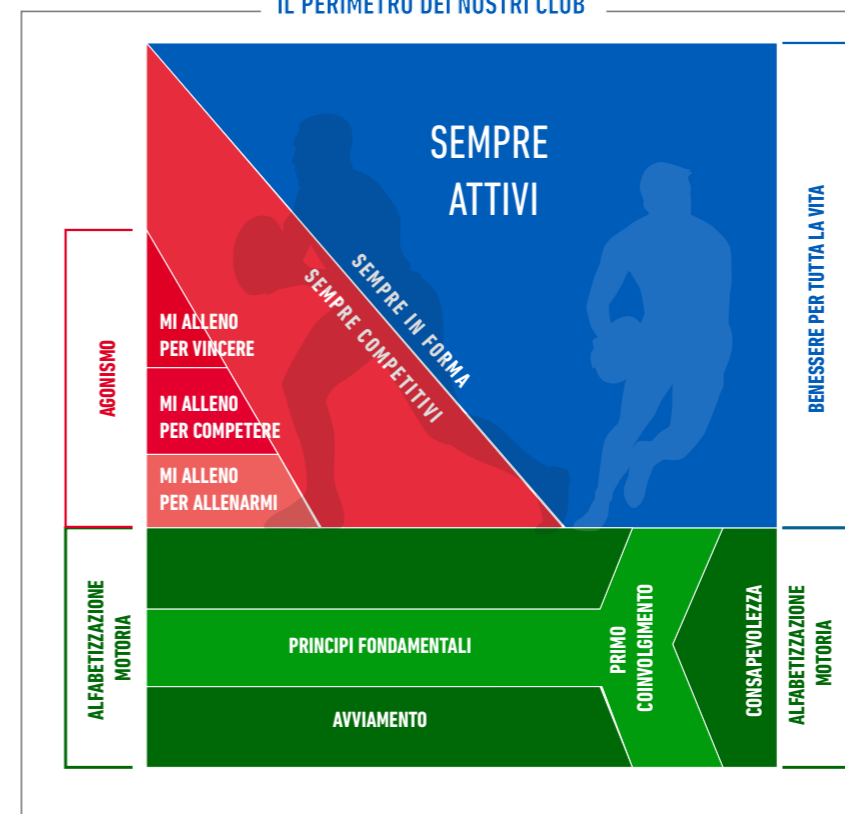 IL PERIMETRO DEI NOSTRI CLUB
SEMPRE
ATTIVI
SEMPRE IN FORMA
SEMPRE COMPETITIVI
BENESSERE PER TUTTA LA VITA
AGONISMO
MI ALLENO
PER VINCERE
MI ALLENO
PER COMPETERE
MI ALLENO
PER ALLENARMI
ALFABETIZZAZIONE
MOTORIA
PRINCIPI FONDAMENTALI
AVVIAMENTO
PRIMO
COINVOLGIMENTO
CONSAPEVOLEZZA
ALFABETIZZAZIONE
MOTORIA